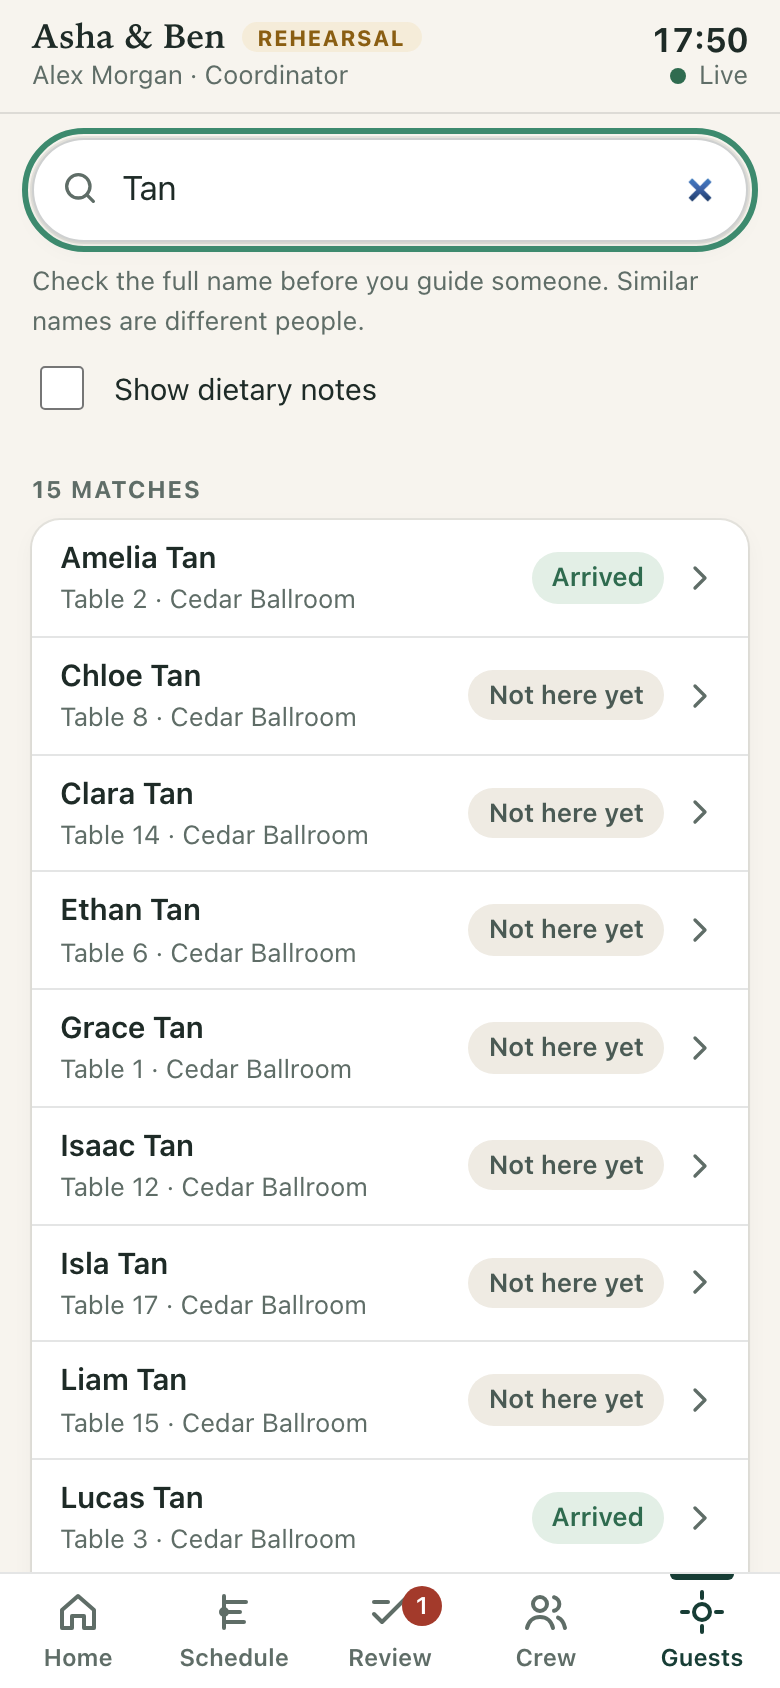 Asha & Ben REHEARSAL 17:50
Alex Morgan · Coordinator Live
Tan
Check the full name before you guide someone. Similar
names are different people.
Show dietary notes
15 MATCHES
Amelia Tan
Table 2 · Cedar Ballroom
Arrived
Chloe Tan
Table 8 · Cedar Ballroom
Not here yet
Clara Tan
Table 14 · Cedar Ballroom
Not here yet
Ethan Tan
Table 6 · Cedar Ballroom
Not here yet
Grace Tan
Table 1 · Cedar Ballroom
Not here yet
Isaac Tan
Table 12 · Cedar Ballroom
Not here yet
Isla Tan
Table 17 · Cedar Ballroom
Not here yet
Liam Tan
Table 15 · Cedar Ballroom
Not here yet
Lucas Tan
Table 3 · Cedar Ballroom
Arrived
1
Home Schedule Review Crew Guests